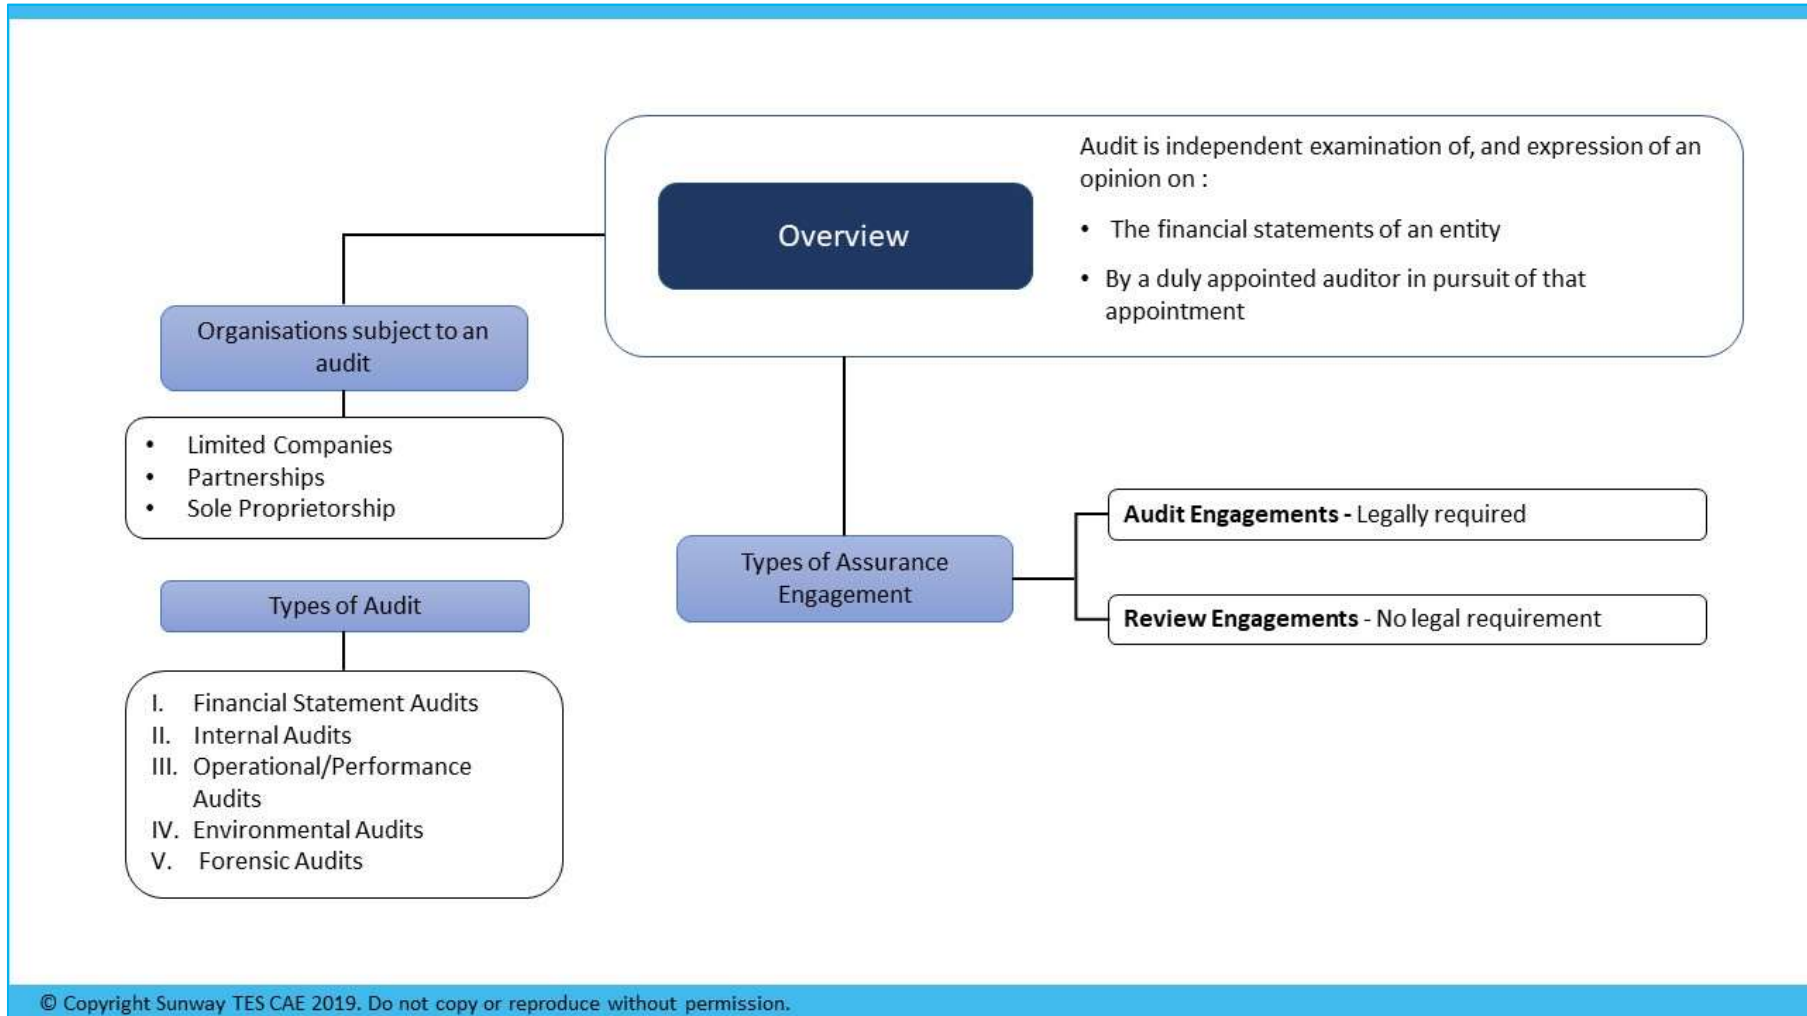 Audit is independent examination of, and expression of an
opinion on :
Overview
• The financial statements of an entity
• By a duly appointed auditor in pursuit of that
appointment
Organisations subject to an
audit
• Limited Companies
• Partnerships
• Sole Proprietorship
Types of Audit
I. Financial Statement Audits
II. Internal Audits
III. Operational/Performance
Audits
IV. Environmental Audits
V. Forensic Audits
Types of Assurance
Engagement
Audit Engagements - Legally required
Review Engagements - No legal requirement
© Copyright Sunway TES CAE 2019. Do not copy or reproduce without permission.